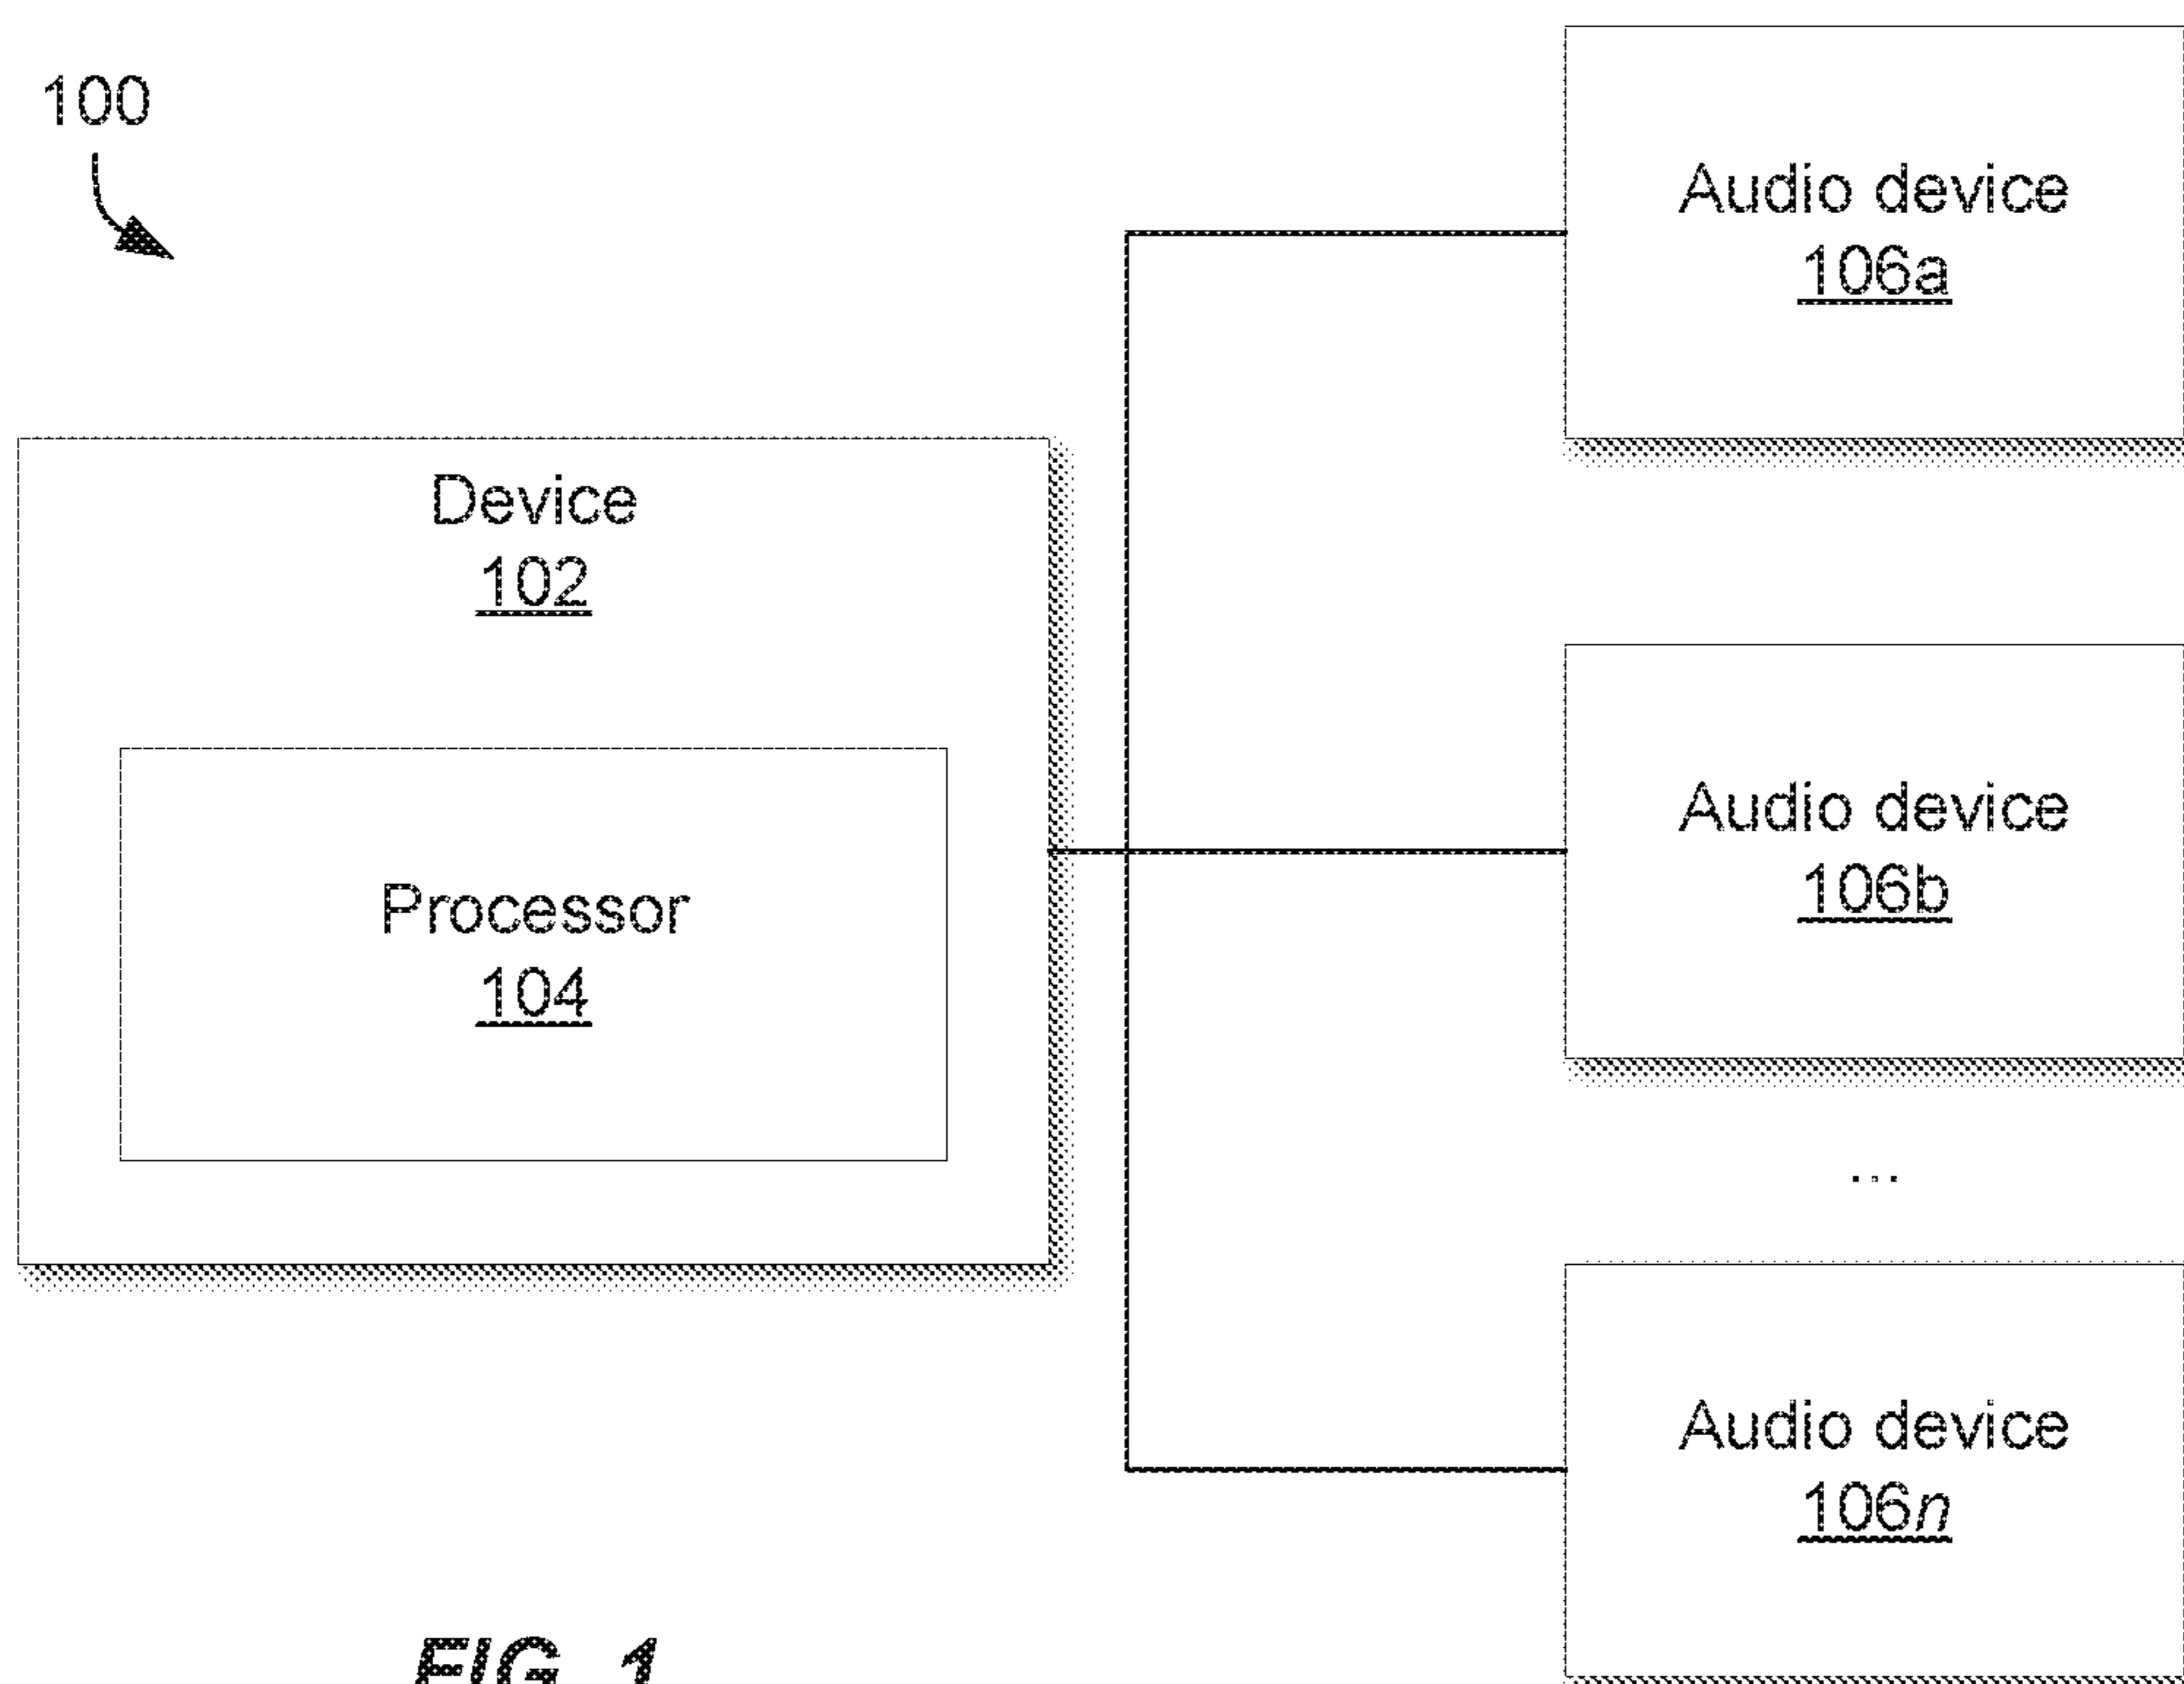 100
Audio device
106a
Device
102
Audio device
106b
Processor
104
...
Audio device
106n
FIG. 1